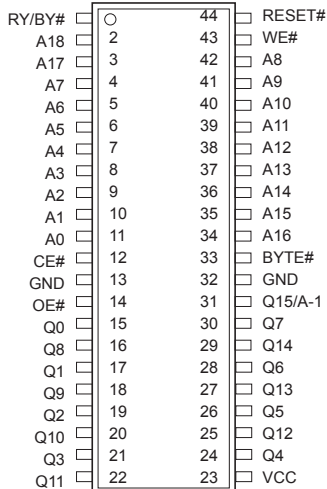 RY/BY# 44 RESET#
A18 2 43 WE#
A17 3 42 A8
A7 4 41 A9
A6 5 40 A10
A5 6 39 A11
A4 7 38 A12
A3 8 37 A13
A2 9 36 A14
A1 10 35 A15
A0 11 34 A16
CE# 12 33 BYTE#
GND 13 32 GND
OE# 14 31 Q15/A-1
Q0 15 30 Q7
Q8 16 29 Q14
Q1 17 28 Q6
Q9 18 27 Q13
Q2 19 26 Q5
Q10 20 25 Q12
Q3 21 24 Q4
Q11 22 23 VCC